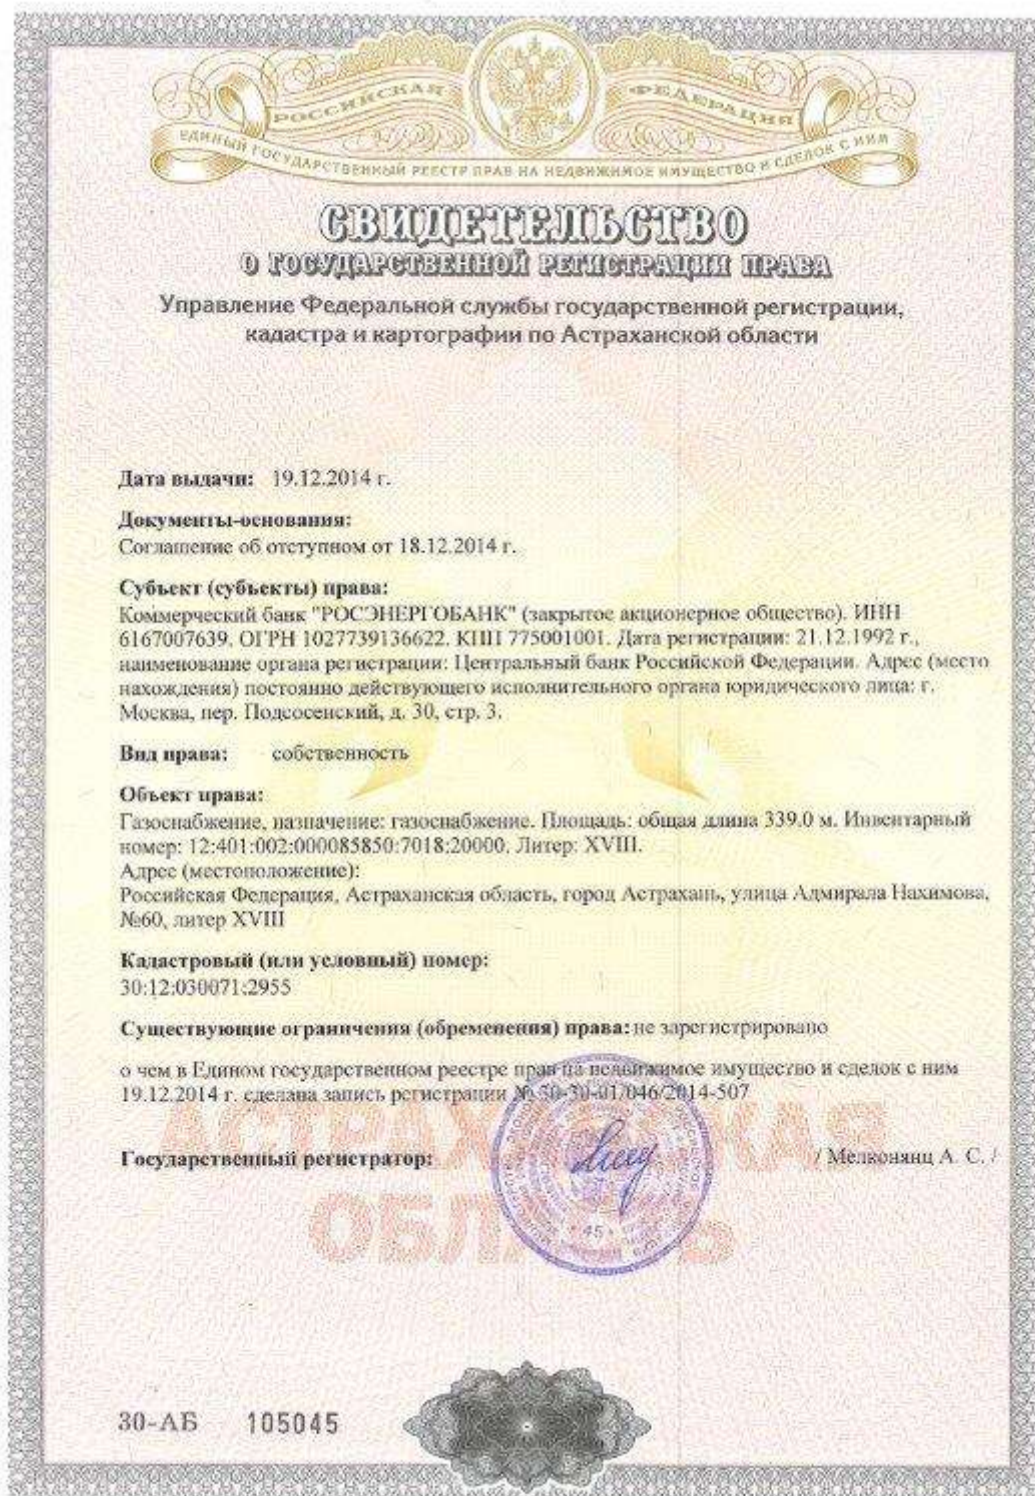 РОССИЙСКАЯ ФЕДЕРАЦИЯ
ЕДИНЫЙ ГОСУДАРСТВЕННЫЙ РЕЕСТР ПРАВ НА НЕДВИЖИМОЕ ИМУЩЕСТВО И СДЕЛОК С НИМ
СВИДЕТЕЛЬСТВО
О ГОСУДАРСТВЕННОЙ РЕГИСТРАЦИИ ПРАВА
Управление Федеральной службы государственной регистрации,
кадастра и картографии по Астраханской области
Дата выдачи: 19.12.2014 г.
Документы-основания:
Соглашение об отступном от 18.12.2014 г.
Субъект (субъекты) права:
Коммерческий банк "РОСЭНЕРГОБАНК" (закрытое акционерное общество). ИНН
6167007639. ОГРН 1027739136622. КПП 775001001. Дата регистрации: 21.12.1992 г.,
наименование органа регистрации: Центральный банк Российской Федерации. Адрес (место
нахождения) постоянно действующего исполнительного органа юридического лица: г.
Москва, пер. Подсосенский, д. 30, стр. 3.
Вид права: собственность
Объект права:
Газоснабжение, назначение: газоснабжение. Площадь: общая длина 339.0 м. Инвентарный
номер: 12:401:002:000085850:7018:20000. Литер: XVIII.
Адрес (местоположение):
Российская Федерация, Астраханская область, город Астрахань, улица Адмирала Нахимова,
№60, литер XVIII
Кадастровый (или условный) номер:
30:12:030071:2955
Существующие ограничения (обременения) права: не зарегистрировано
о чем в Едином государственном реестре прав на недвижимое имущество и сделок с ним
19.12.2014 г. сделана запись регистрации № 30-30-01/046/2014-507
АСТРАХАНСКАЯ
Государственный регистратор: / Мелконянц А. С. /
ОБЛАСТЬ
45
30-АБ 105045